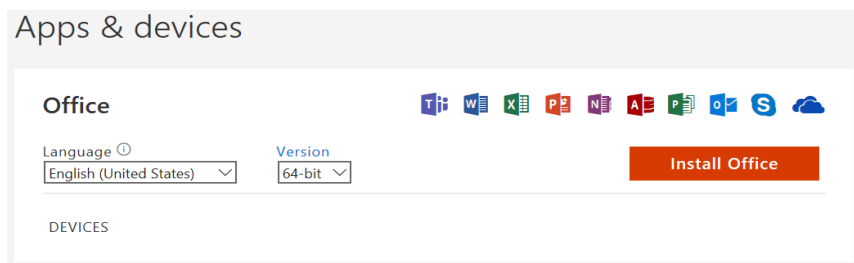 Apps & devices
Office
Language
Version
English (United States)
64-bit
Install Office
DEVICES